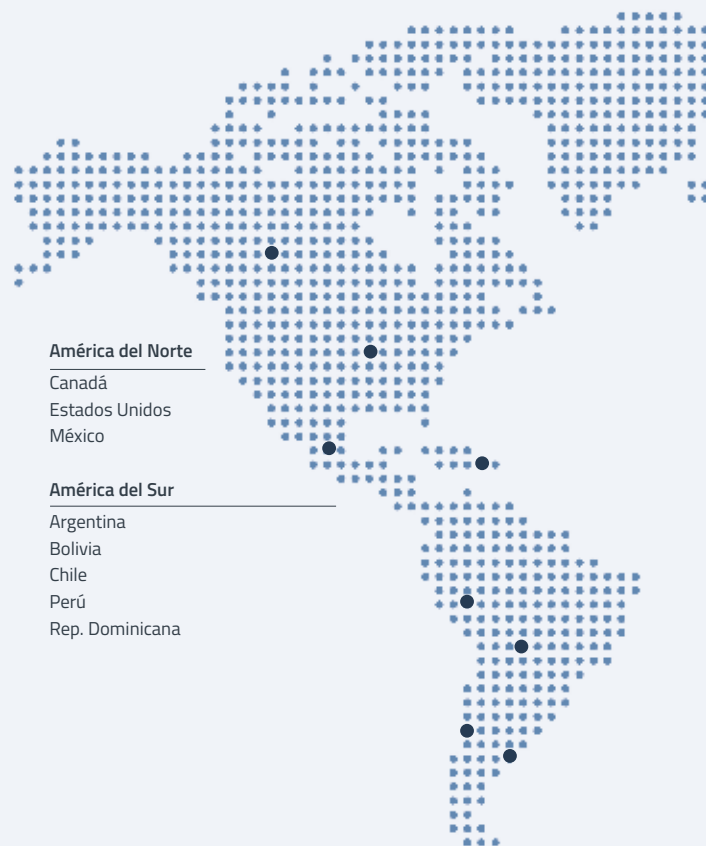 América del Norte
Canadá
Estados Unidos
México
América del Sur
Argentina
Bolivia
Chile
Perú
Rep. Dominicana